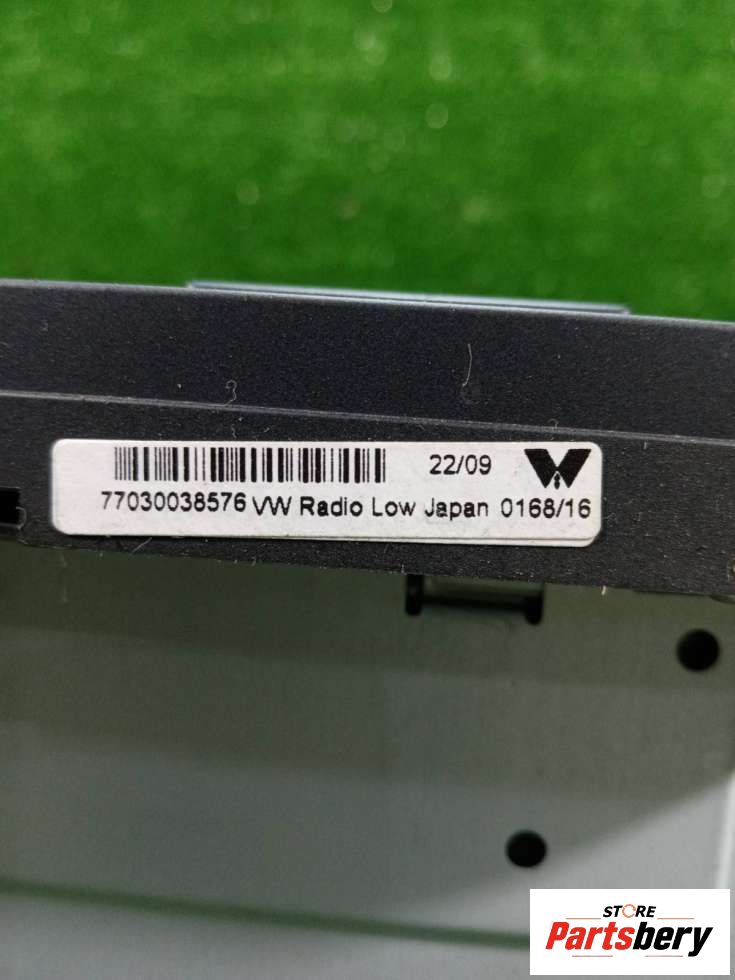 22/09
77030038576 VW Radio Low Japan 0168/16
STORE
Partsbery